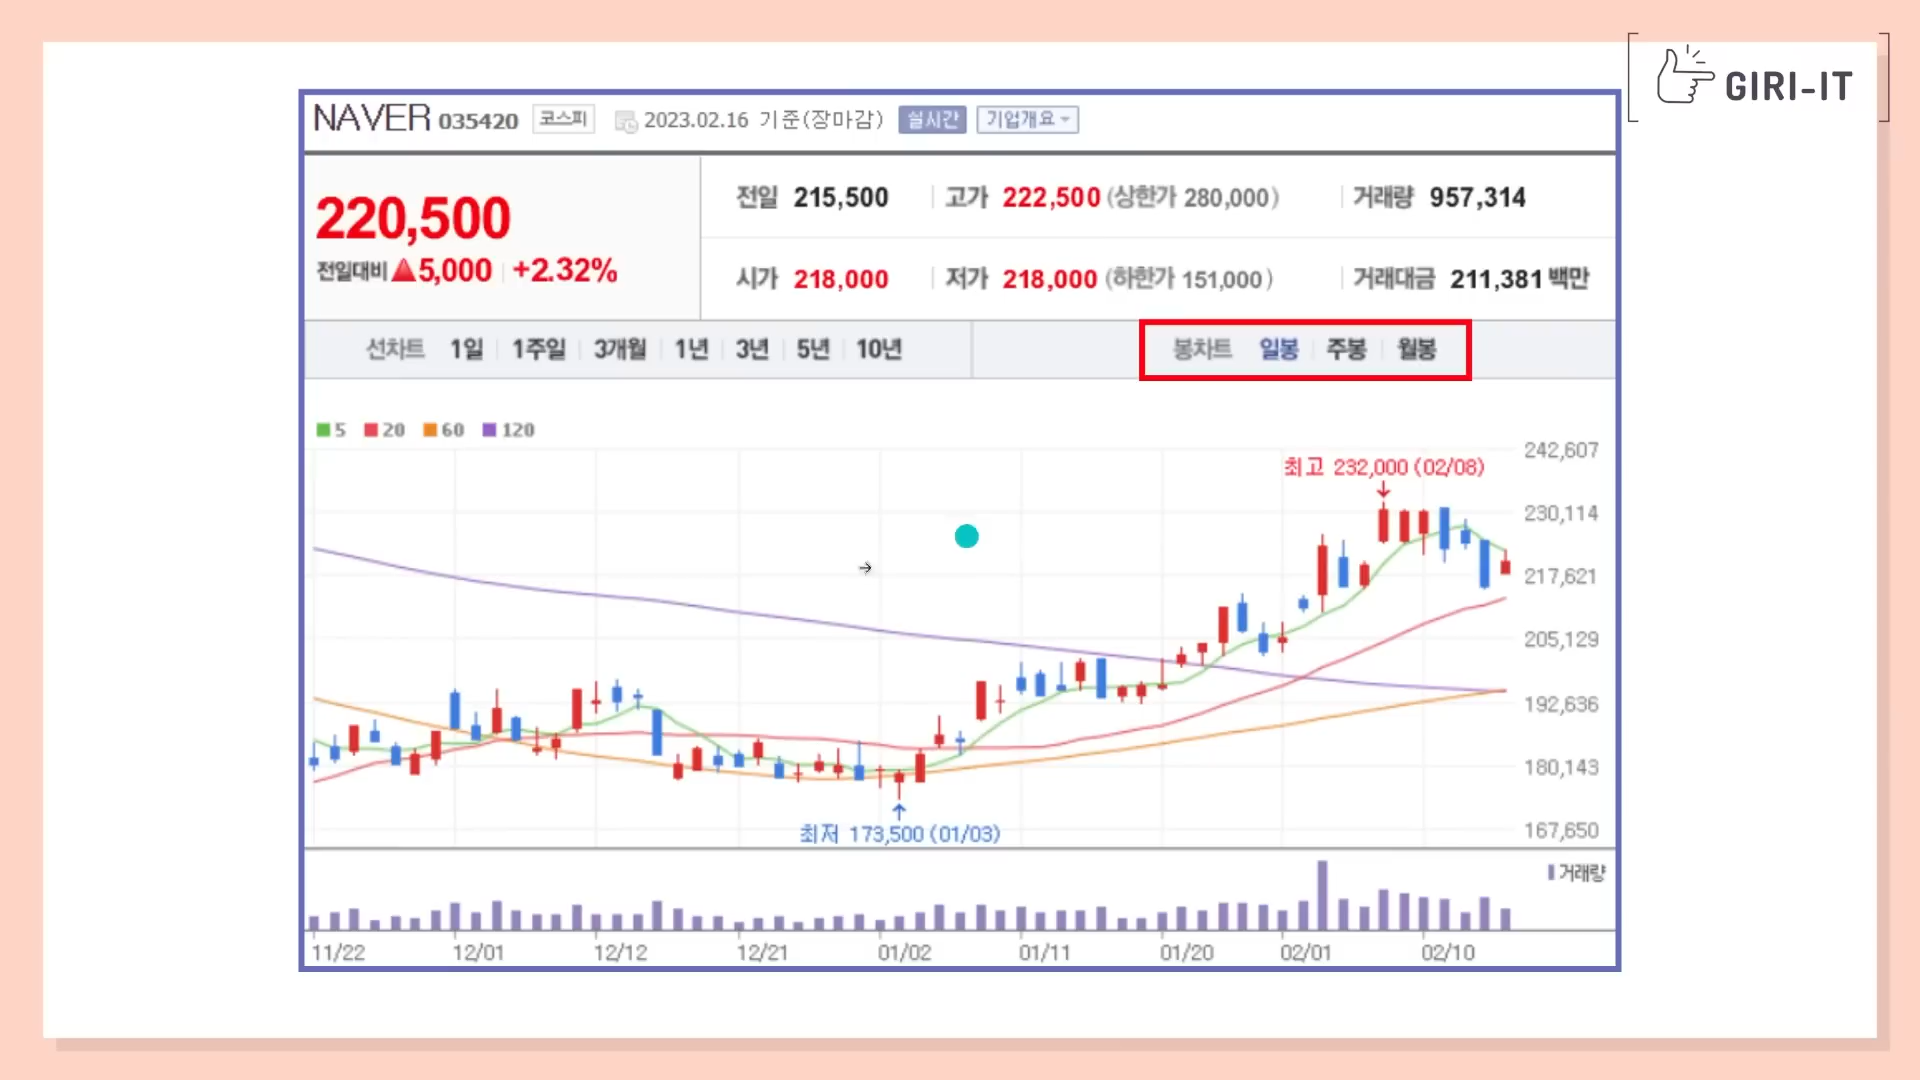 GIRI-IT
NAVER 035420 코스피 2023.02.16 기준(장마감) 실시간 기업개요
220,500
전일대비 ▲5,000 +2.32%
전일 215,500 고가 222,500 (상한가 280,000) 거래량 957,314
시가 218,000 저가 218,000 (하한가 151,000) 거래대금 211,381 백만
선차트 1일 1주일 3개월 1년 3년 5년 10년 봉차트 일봉 주봉 월봉
5 20 60 120
242,607
최고 232,000 (02/08)
230,114
217,621
205,129
192,636
180,143
최저 173,500 (01/03)
167,650
거래량
11/22 12/01 12/12 12/21 01/02 01/11 01/20 02/01 02/10